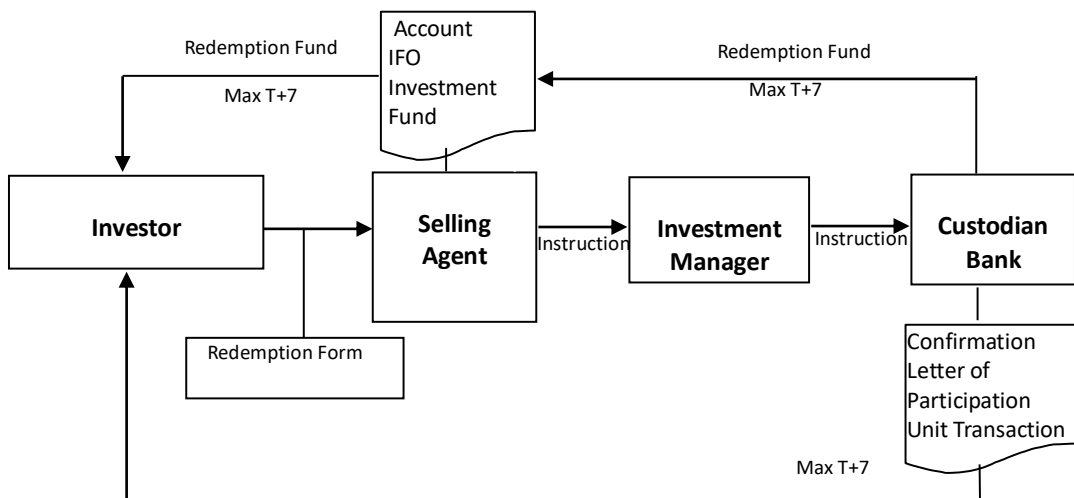 Redemption Fund
Max T+7
Account
IFO
Investment
Fund
Redemption Fund
Max T+7
Investor
Selling
Agent
Instruction
Investment
Manager
Instruction
Custodian
Bank
Redemption Form
Confirmation
Letter of
Participation
Unit Transaction
Max T+7